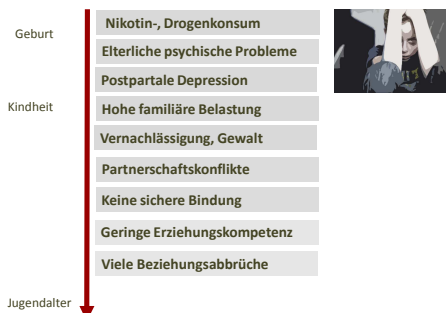 Nikotin-, Drogenkonsum
Geburt
Elterliche psychische Probleme
Postpartale Depression
Kindheit
Hohe familiäre Belastung
Vernachlässigung, Gewalt
Partnerschaftskonflikte
Keine sichere Bindung
Geringe Erziehungskompetenz
Viele Beziehungsabbrüche
Jugendalter